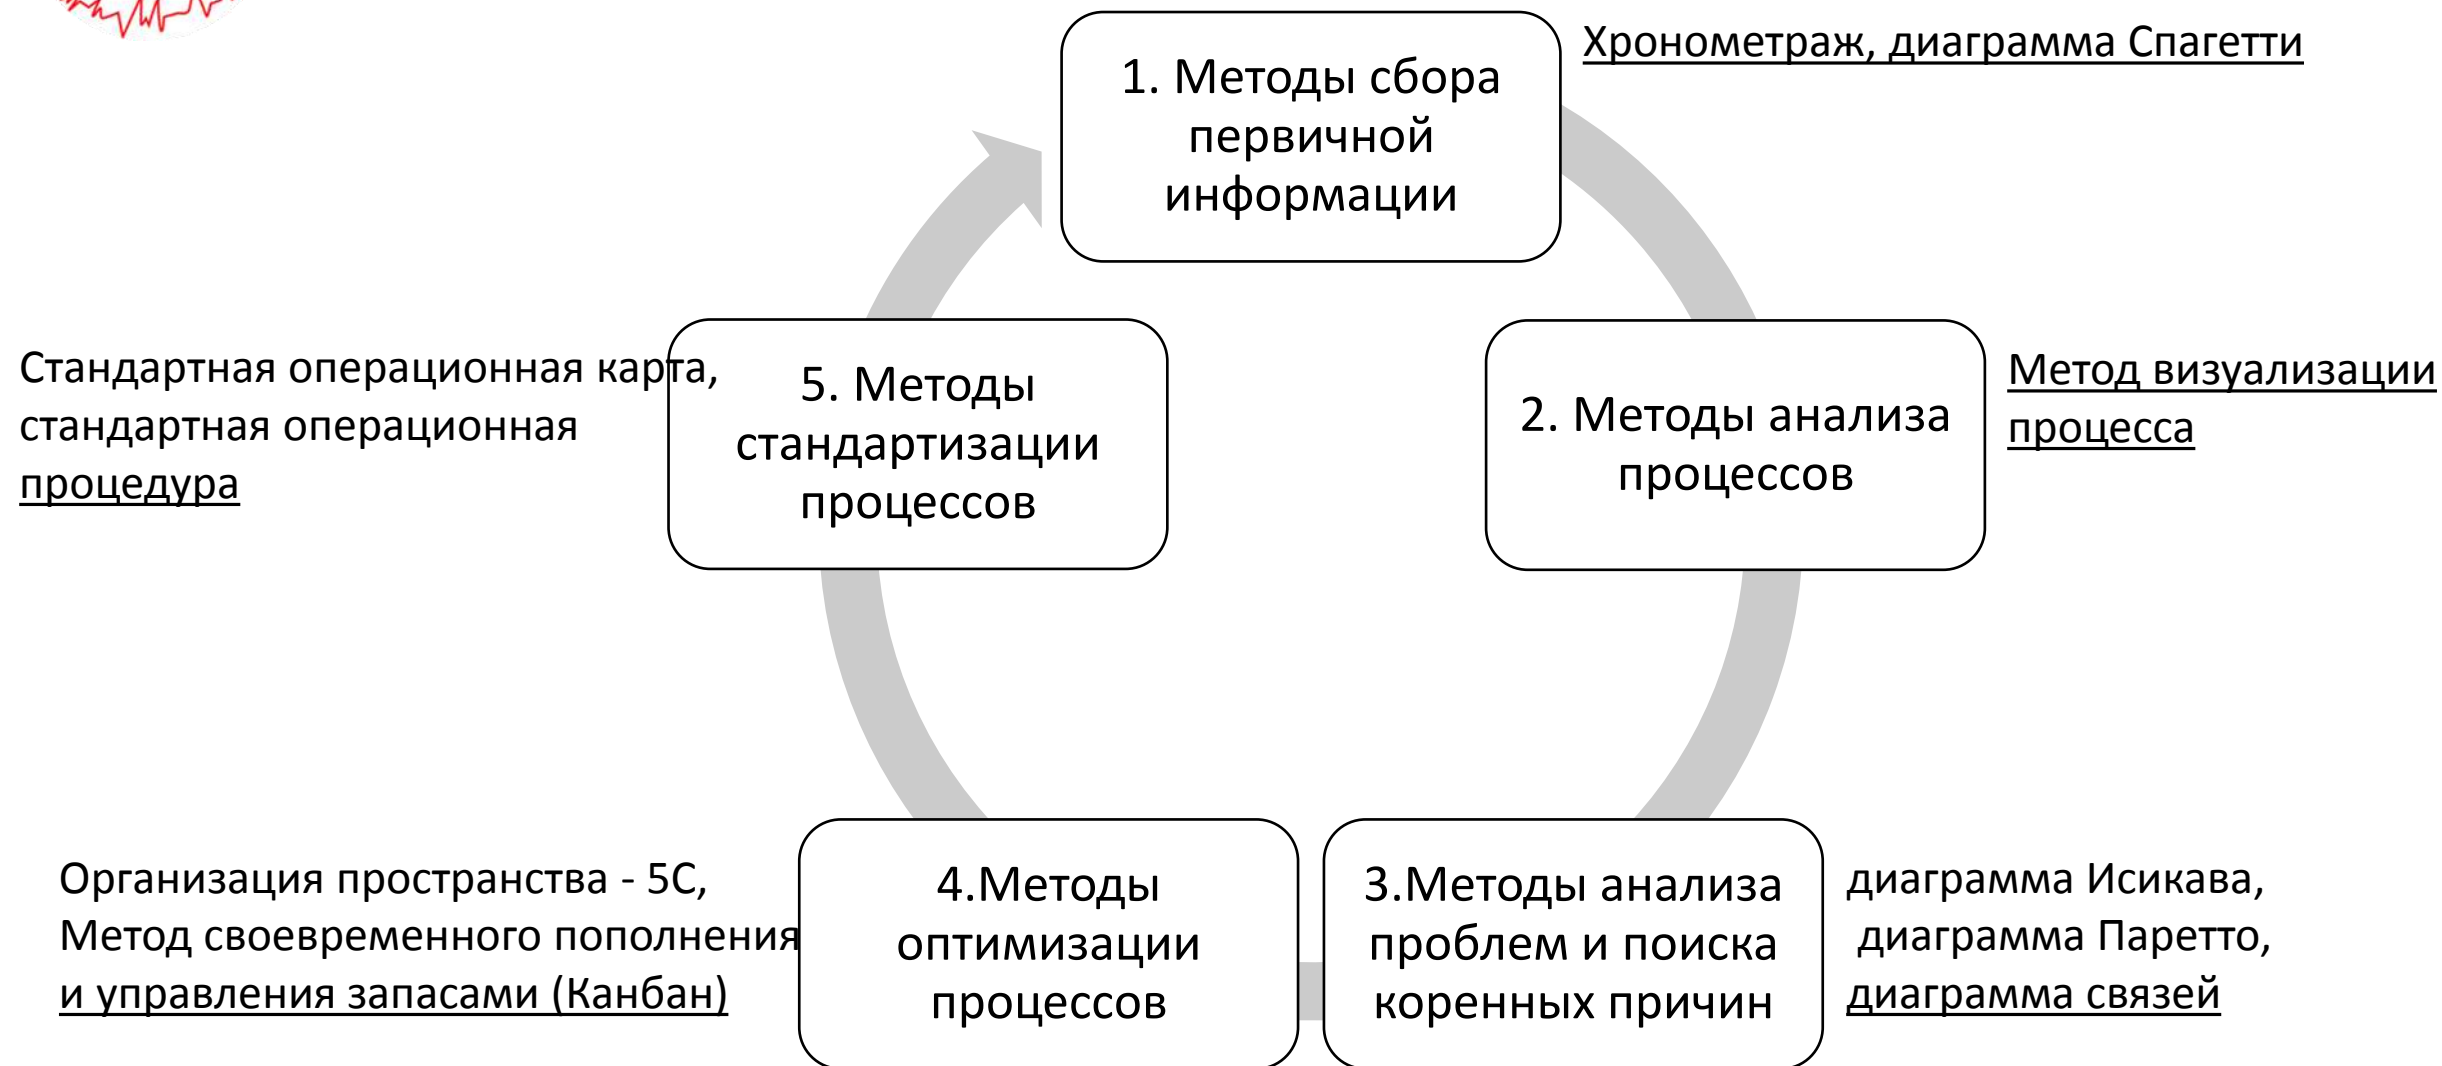 1. Методы сбора
первичной
информации
Хронометраж, диаграмма Спагетти
2. Методы анализа
процессов
Метод визуализации
процесса
3.Методы анализа
проблем и поиска
коренных причин
диаграмма Исикава,
диаграмма Паретто,
диаграмма связей
4.Методы
оптимизации
процессов
Организация пространства - 5С,
Метод своевременного пополнения
и управления запасами (Канбан)
5. Методы
стандартизации
процессов
Стандартная операционная карта,
стандартная операционная
процедура